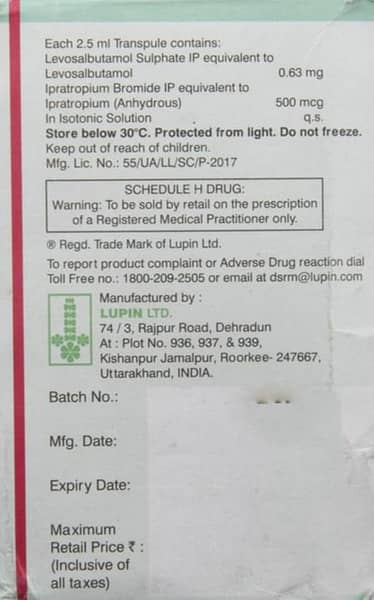 Each 2.5 ml Transpule contains:
Levosalbutamol Sulphate IP equivalent to
Levosalbutamol 0.63 mg
Ipratropium Bromide IP equivalent to
Ipratropium (Anhydrous) 500 mcg
In Isotonic Solution q.s.
Store below 30°C. Protected from light. Do not freeze.
Keep out of reach of children.
Mfg. Lic. No.: 55/UA/LL/SC/P-2017
SCHEDULE H DRUG:
Warning: To be sold by retail on the prescription
of a Registered Medical Practitioner only.
® Regd. Trade Mark of Lupin Ltd.
To report product complaint or Adverse Drug reaction dial
Toll Free no.: 1800-209-2505 or email at dsrm@lupin.com
Manufactured by :
LUPIN LTD.
74 / 3, Rajpur Road, Dehradun
At : Plot No. 936, 937, & 939,
Kishanpur Jamalpur, Roorkee- 247667,
Uttarakhand, INDIA.
Batch No.:
Mfg. Date:
Expiry Date:
Maximum
Retail Price ₹ :
(Inclusive of
all taxes)